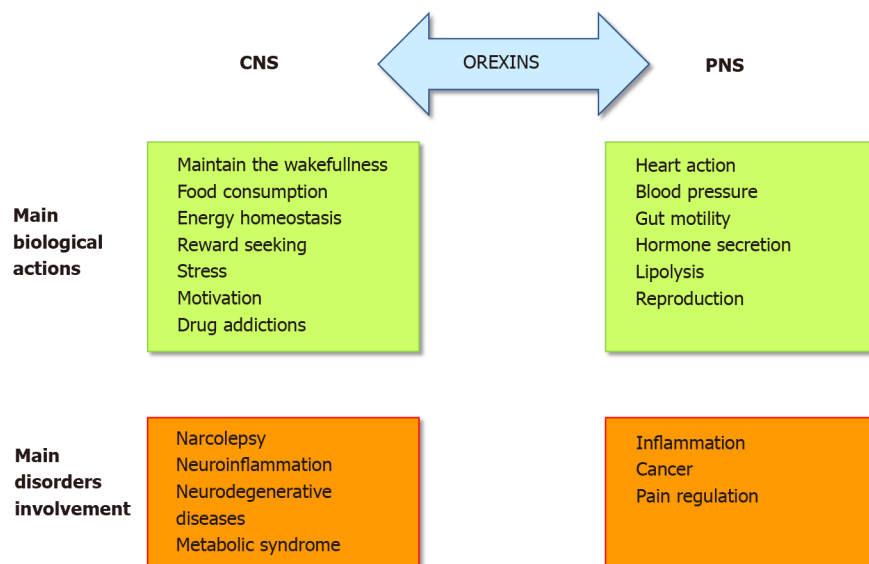 CNS
OREXINS
PNS
Main
biological
actions
Maintain the wakefullness
Food consumption
Energy homeostasis
Reward seeking
Stress
Motivation
Drug addictions
Heart action
Blood pressure
Gut motility
Hormone secretion
Lipolysis
Reproduction
Main
disorders
involvement
Narcolepsy
Neuroinflammation
Neurodegenerative
diseases
Metabolic syndrome
Inflammation
Cancer
Pain regulation